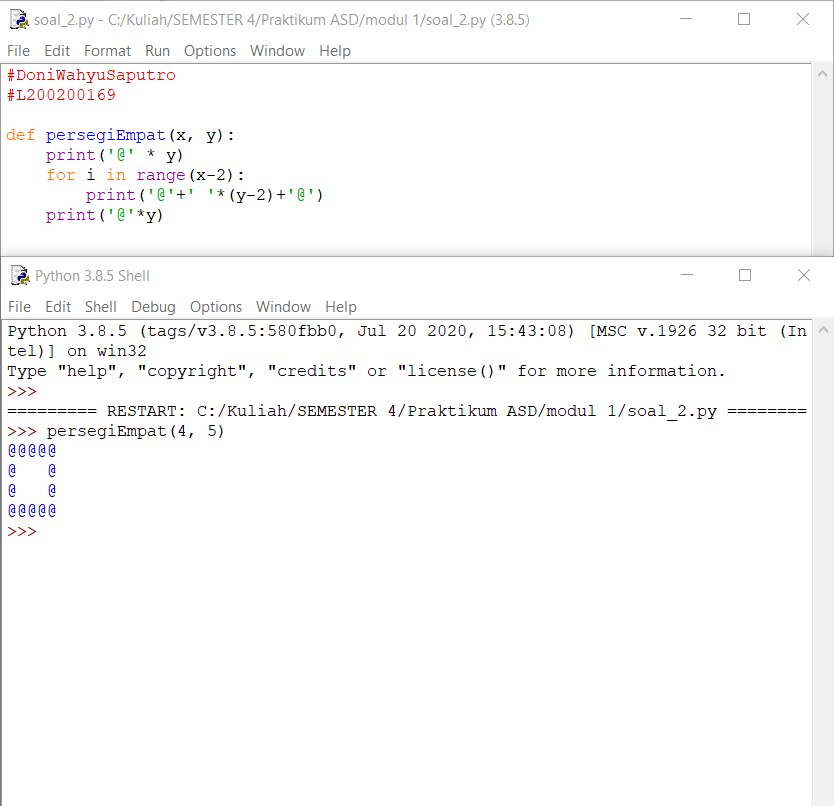 soal_2.py - C:/Kuliah/SEMESTER 4/Praktikum ASD/modul 1/soal_2.py (3.8.5)
File Edit Format Run Options Window Help
#DoniWahyuSaputro
#L200200169
def persegiEmpat(x, y):
    print('@' * y)
    for i in range(x-2):
        print('@'+' '*(y-2)+'@')
    print('@'*y)
Python 3.8.5 Shell
File Edit Shell Debug Options Window Help
Python 3.8.5 (tags/v3.8.5:580fbb0, Jul 20 2020, 15:43:08) [MSC v.1926 32 bit (In
tel)] on win32
Type "help", "copyright", "credits" or "license()" for more information.
>>>
========= RESTART: C:/Kuliah/SEMESTER 4/Praktikum ASD/modul 1/soal_2.py ========
>>> persegiEmpat(4, 5)
@@@@@
@   @
@   @
@@@@@
>>>